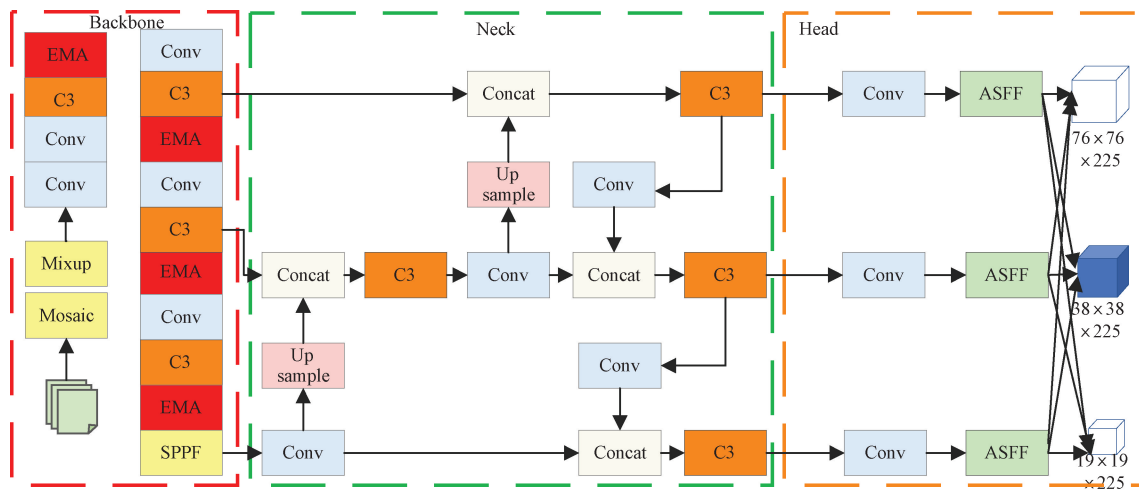 Backbone
EMA
C3
Conv
Conv
Mixup
Mosaic
Conv
C3
EMA
Conv
C3
EMA
Conv
C3
EMA
SPPF
Neck
Concat
C3
Up
sample
Conv
Concat
C3
Conv
Concat
C3
Up
sample
Conv
Conv
Concat
C3
Head
Conv
ASFF
76×76
×225
Conv
ASFF
38×38
×225
Conv
ASFF
19×19
×225